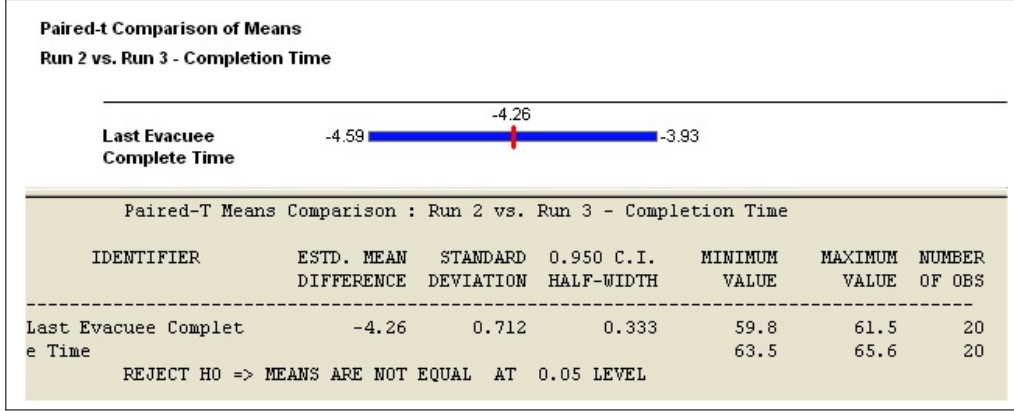 Paired-t Comparison of Means
Run 2 vs. Run 3 - Completion Time
-4.26
Last Evacuee -4.59 -3.93
Complete Time
Paired-T Means Comparison : Run 2 vs. Run 3 - Completion Time
IDENTIFIER ESTD. MEAN STANDARD 0.950 C.I. MINIMUM MAXIMUM NUMBER
DIFFERENCE DEVIATION HALF-WIDTH VALUE VALUE OF OBS
Last Evacuee Complet -4.26 0.712 0.333 59.8 61.5 20
e Time 63.5 65.6 20
REJECT H0 => MEANS ARE NOT EQUAL AT 0.05 LEVEL